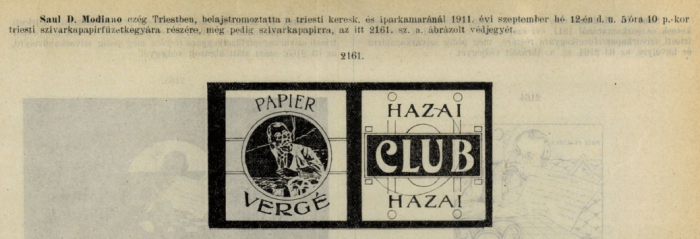 Saul D. Modiano czég Triestben, belajstromoztatta a triesti keresk. és iparkamaránál 1911. évi szeptember hó 12-én d. u. 5 óra 10 p.-kor
triesti szivarkapapirfüzetkegyára részére, még pedig szivarkapapirra, az itt 2161. sz. a. ábrázolt védjegyét.
2161.
PAPIER
VERGÉ
HAZAI
CLUB
HAZAI